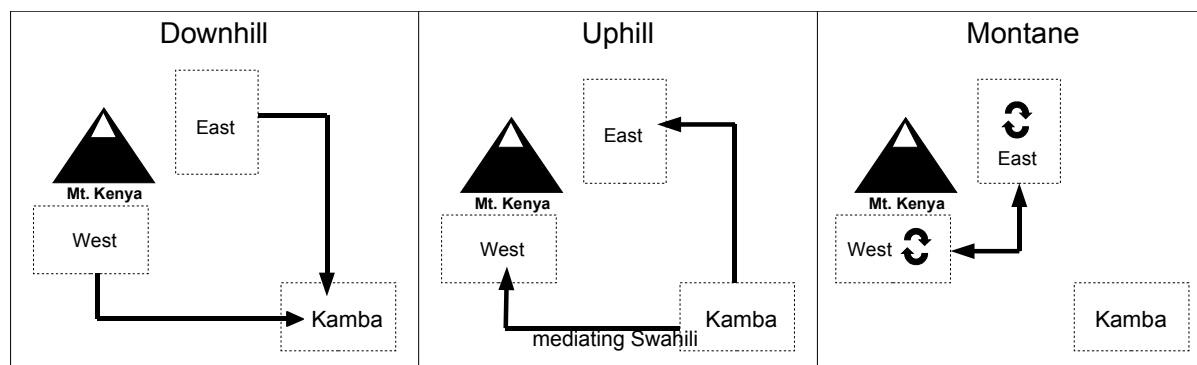 Downhill
East
Mt. Kenya
West
Kamba
Uphill
East
Mt. Kenya
West
Kamba
mediating Swahili
Montane
East
Mt. Kenya
West
Kamba